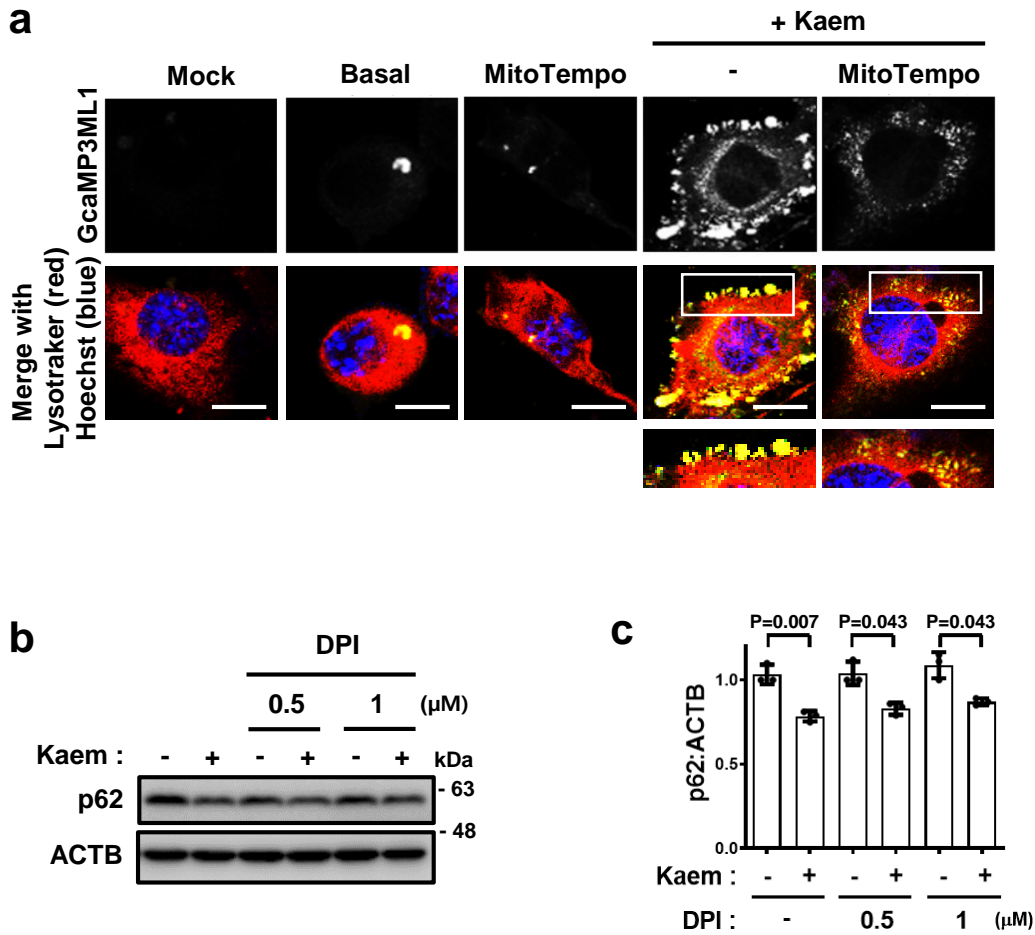 a
+ Kaem
Mock Basal MitoTempo - MitoTempo
GcaMP3ML1
Merge with
Lysotraker (red)
Hoechst (blue)
b
DPI
0.5 1 (μM)
Kaem : - + - + - + kDa
p62 - 63
- 48
ACTB
c
P=0.007 P=0.043 P=0.043
p62:ACTB
1.0
0.5
0.0
Kaem : - + - + - +
DPI : - 0.5 1 (μM)